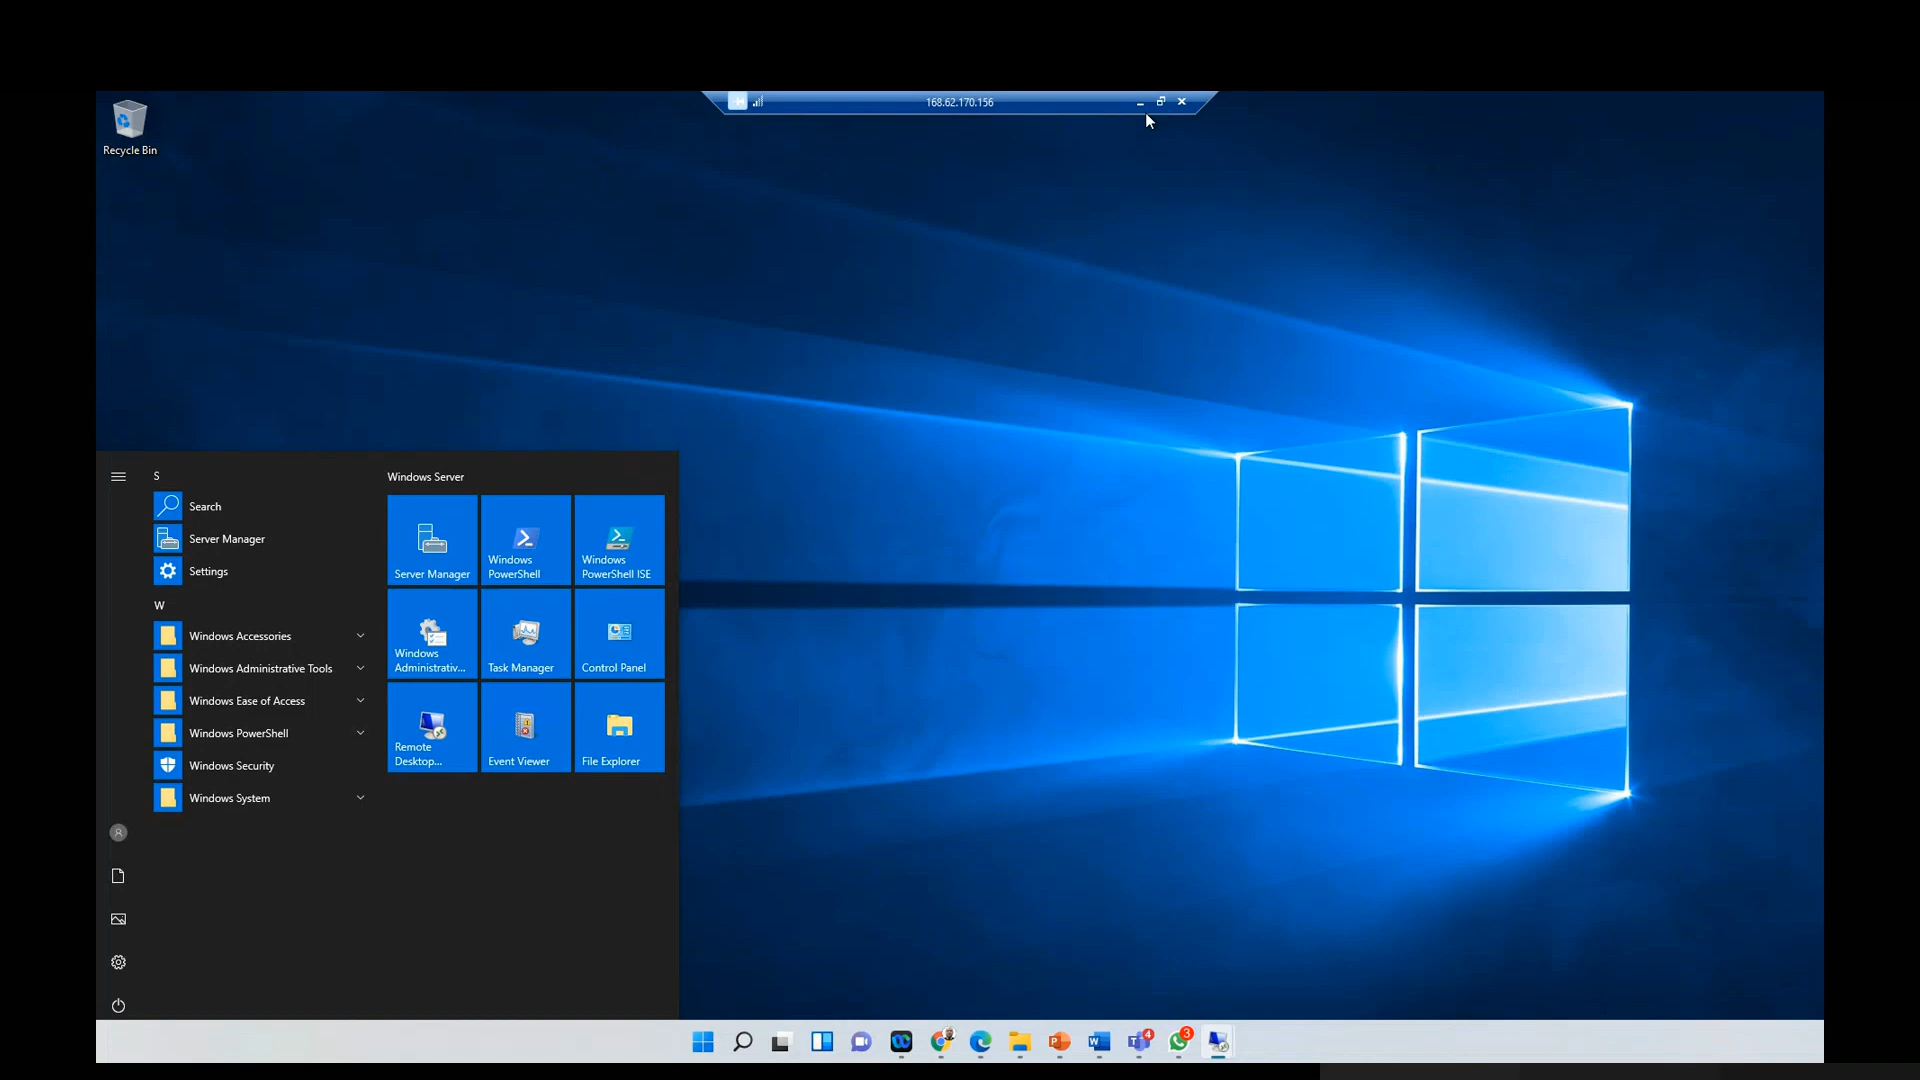 168.62.170.156
Recycle Bin
S
Search
Server Manager
Settings
W
Windows Accessories
Windows Administrative Tools
Windows Ease of Access
Windows PowerShell
Windows Security
Windows System
Windows Server
Server Manager
Windows
PowerShell
Windows
PowerShell ISE
Windows
Administrativ...
Task Manager
Control Panel
Remote
Desktop...
Event Viewer
File Explorer
4
3